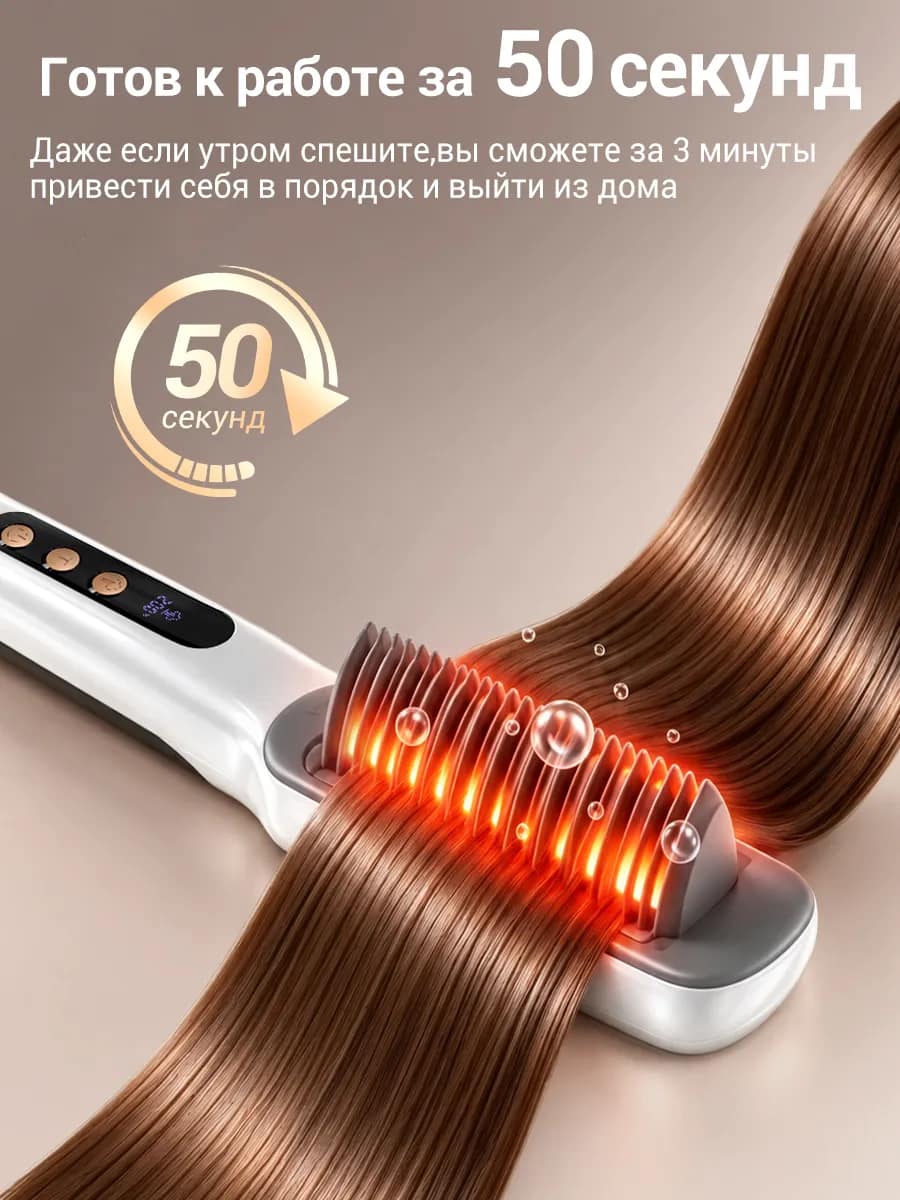 Готов к работе за 50 секунд
Даже если утром спешите,вы сможете за 3 минуты
привести себя в порядок и выйти из дома
50
секунд